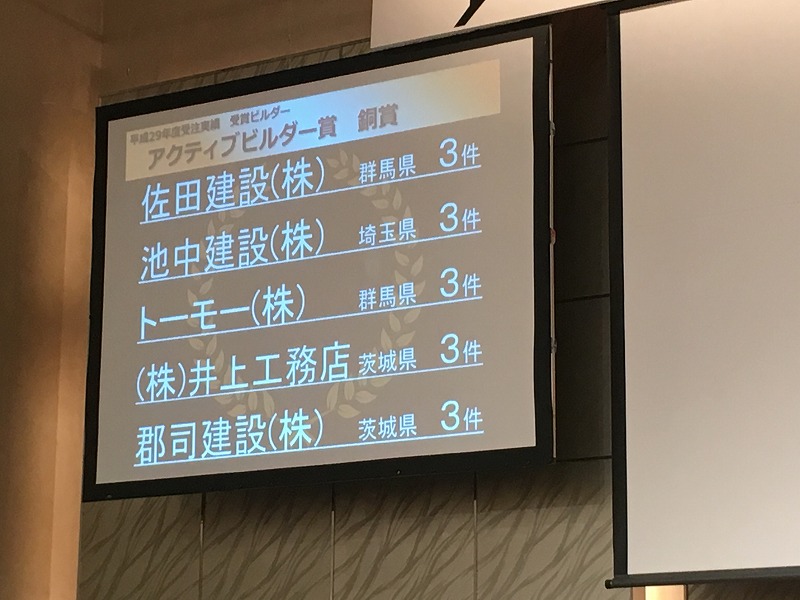 平成29年度受注実績 受賞ビルダー
アクティブビルダー賞 銅賞
佐田建設(株) 群馬県 3件
池中建設(株) 埼玉県 3件
トーモー(株) 群馬県 3件
(株)井上工務店 茨城県 3件
郡司建設(株) 茨城県 3件